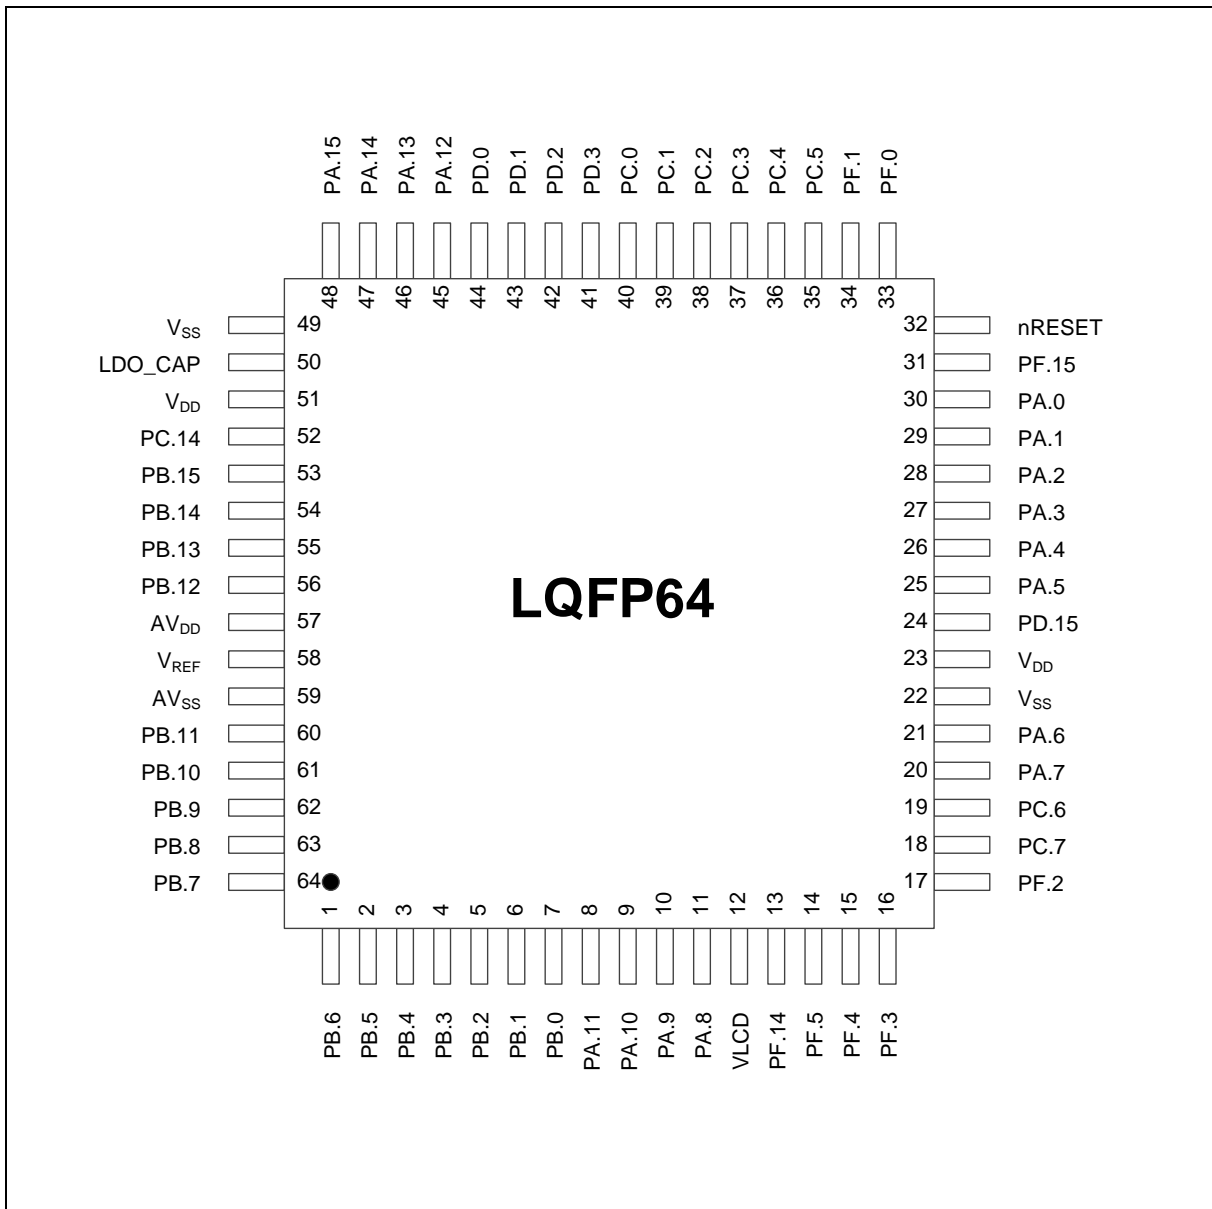 PA.15 PA.14 PA.13 PA.12 PD.0 PD.1 PD.2 PD.3 PC.0 PC.1 PC.2 PC.3 PC.4 PC.5 PF.1 PF.0
48 47 46 45 44 43 42 41 40 39 38 37 36 35 34 33
VSS 49 32 nRESET
LDO_CAP 50 31 PF.15
VDD 51 30 PA.0
PC.14 52 29 PA.1
PB.15 53 28 PA.2
PB.14 54 27 PA.3
PB.13 55 26 PA.4
PB.12 56 25 PA.5
LQFP64
AVDD 57 24 PD.15
VREF 58 23 VDD
AVSS 59 22 VSS
PB.11 60 21 PA.6
PB.10 61 20 PA.7
PB.9 62 19 PC.6
PB.8 63 18 PC.7
PB.7 64 17 PF.2
1 2 3 4 5 6 7 8 9 10 11 12 13 14 15 16
PB.6 PB.5 PB.4 PB.3 PB.2 PB.1 PB.0 PA.11 PA.10 PA.9 PA.8 VLCD PF.14 PF.5 PF.4 PF.3